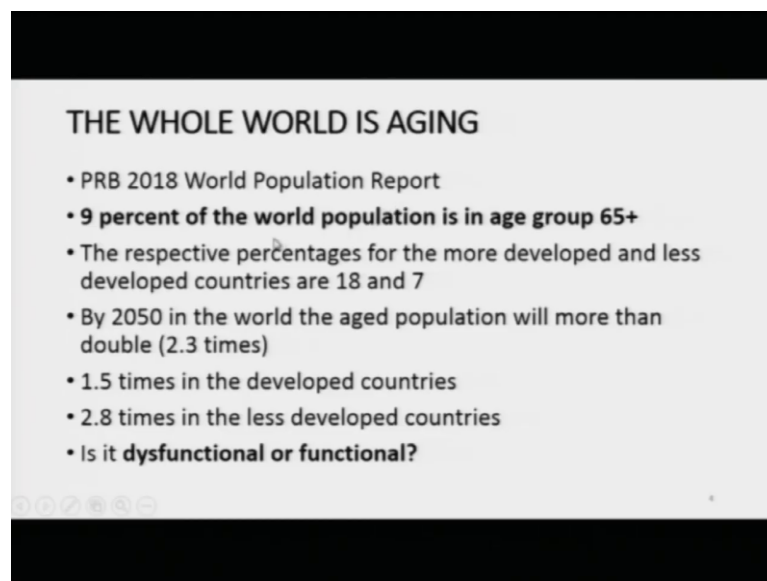 THE WHOLE WORLD IS AGING
• PRB 2018 World Population Report
• 9 percent of the world population is in age group 65+
• The respective percentages for the more developed and less
developed countries are 18 and 7
• By 2050 in the world the aged population will more than
double (2.3 times)
• 1.5 times in the developed countries
• 2.8 times in the less developed countries
• Is it dysfunctional or functional?